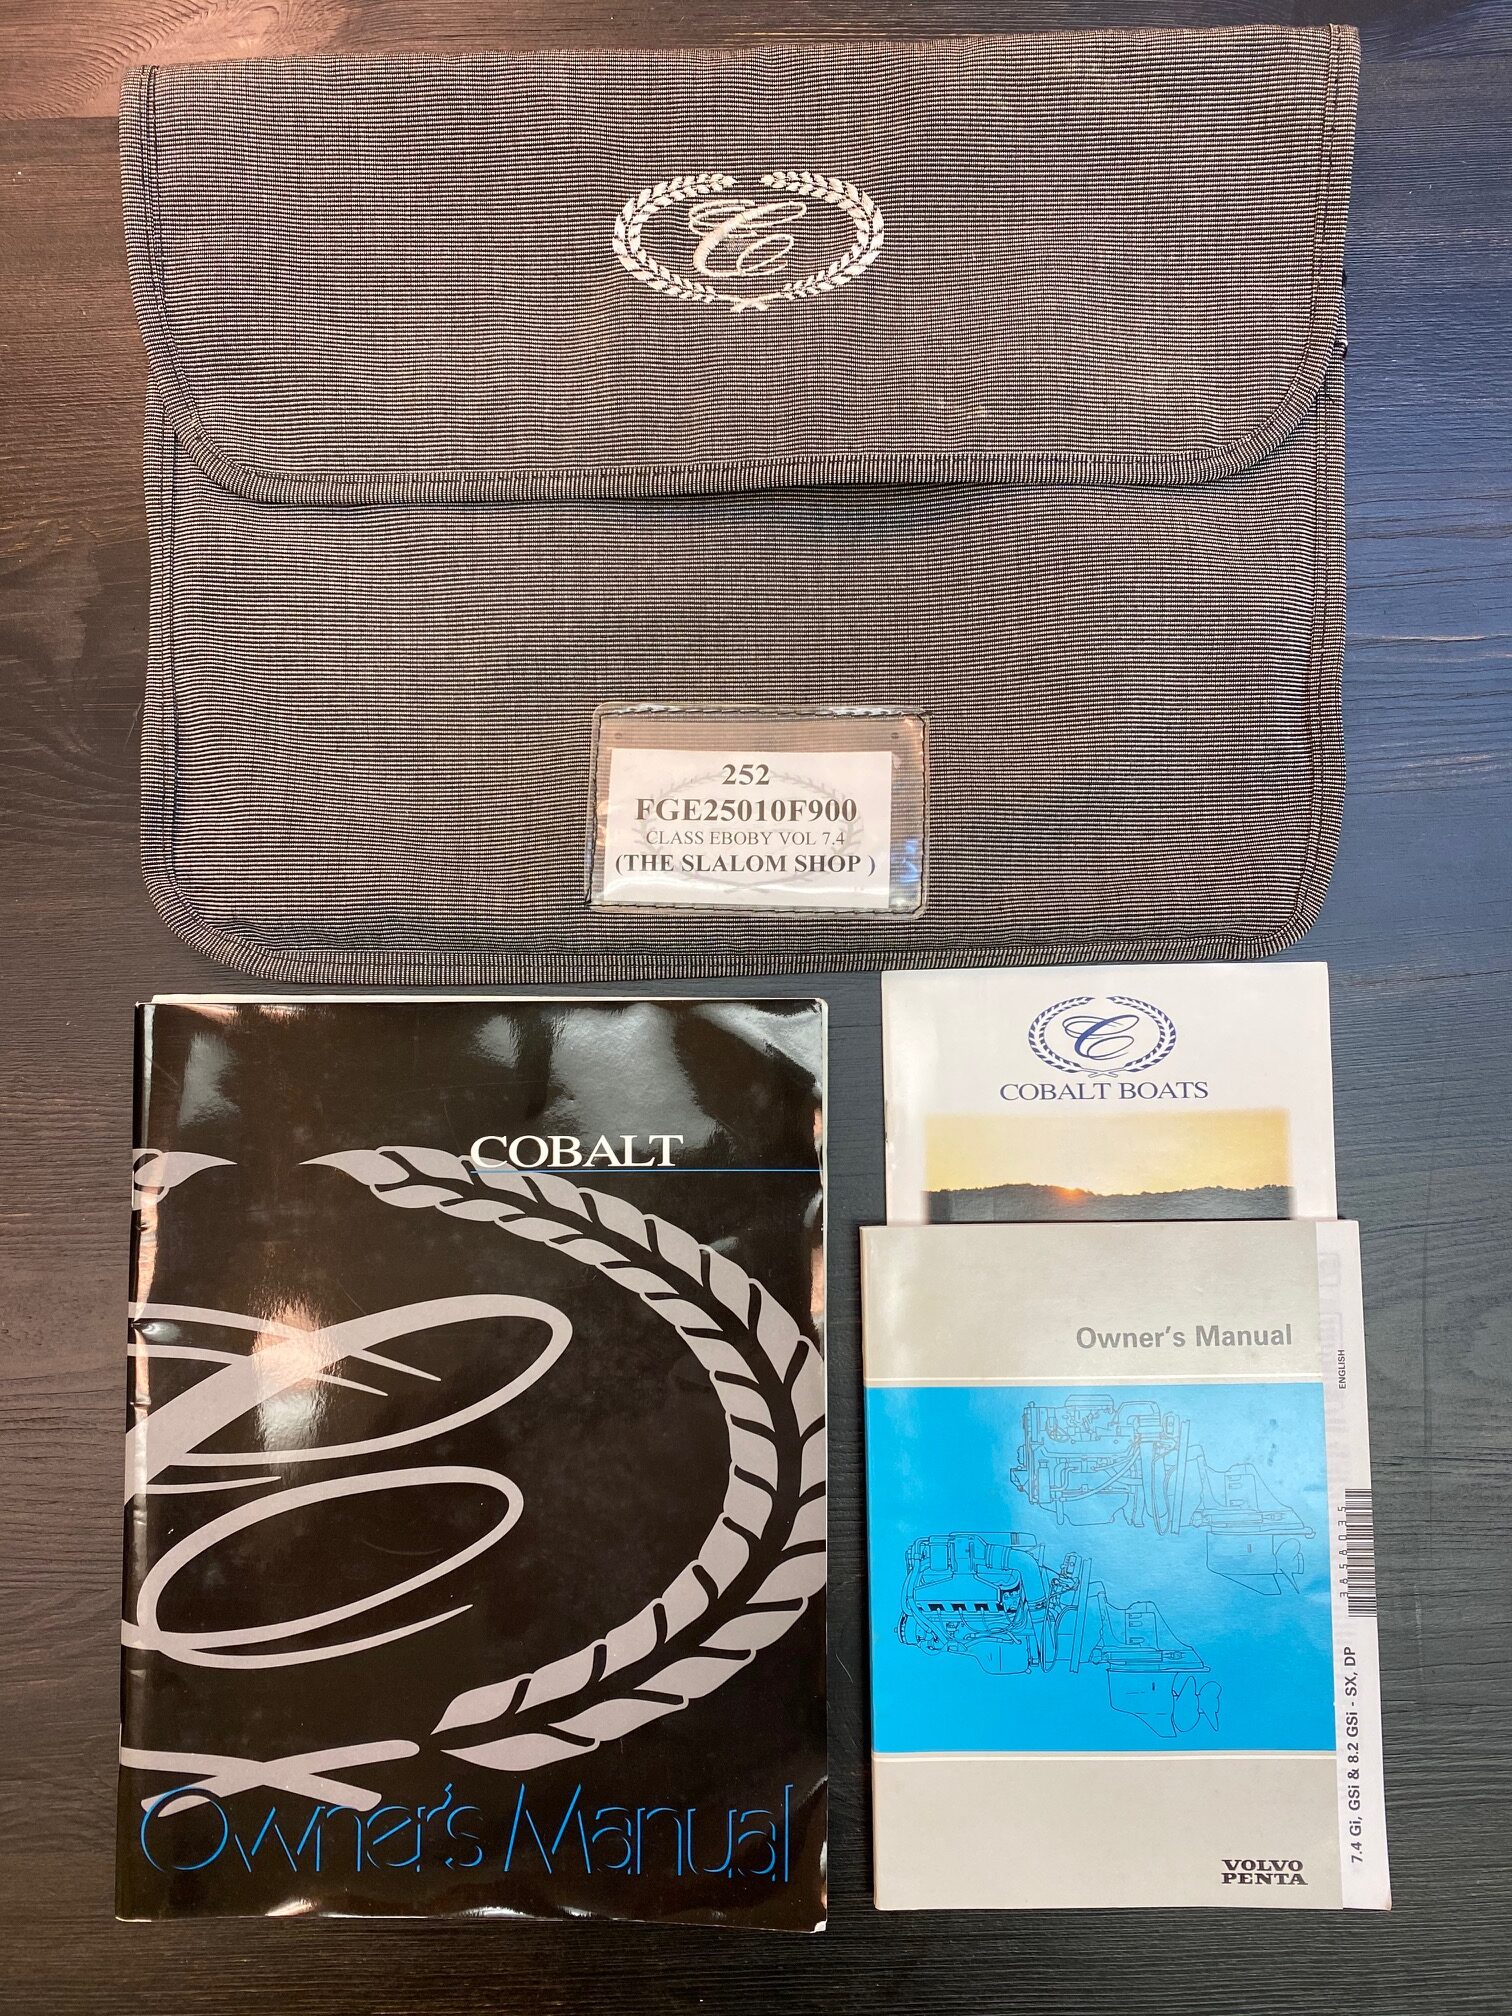 C
252
FGE25010F900
CLASS EBOBY VOL 7.4
(THE SLALOM SHOP )
C
COBALT BOATS
COBALT
Owner's Manual
Owner's Manual
ENGLISH
3858035
7.4 Gi, GSi & 8.2 GSi - SX, DP
VOLVO
PENTA